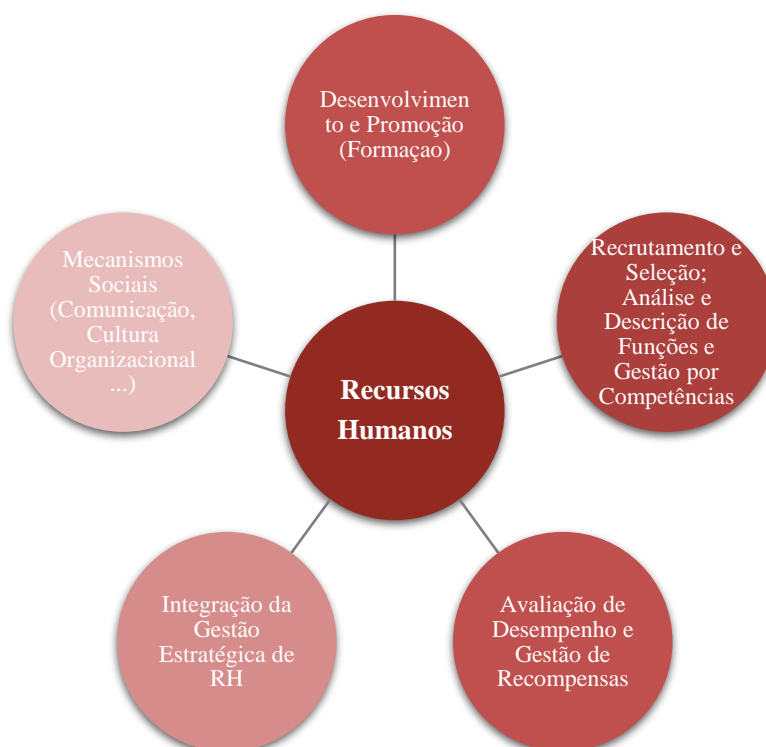 Desenvolvimen
to e Promoção
(Formaçao)
Mecanismos
Sociais
(Comunicação,
Cultura
Organizacional
...)
Recrutamento e
Seleção;
Análise e
Descrição de
Funções e
Gestão por
Competências
Recursos
Humanos
Integração da
Gestão
Estratégica de
RH
Avaliação de
Desempenho e
Gestão de
Recompensas